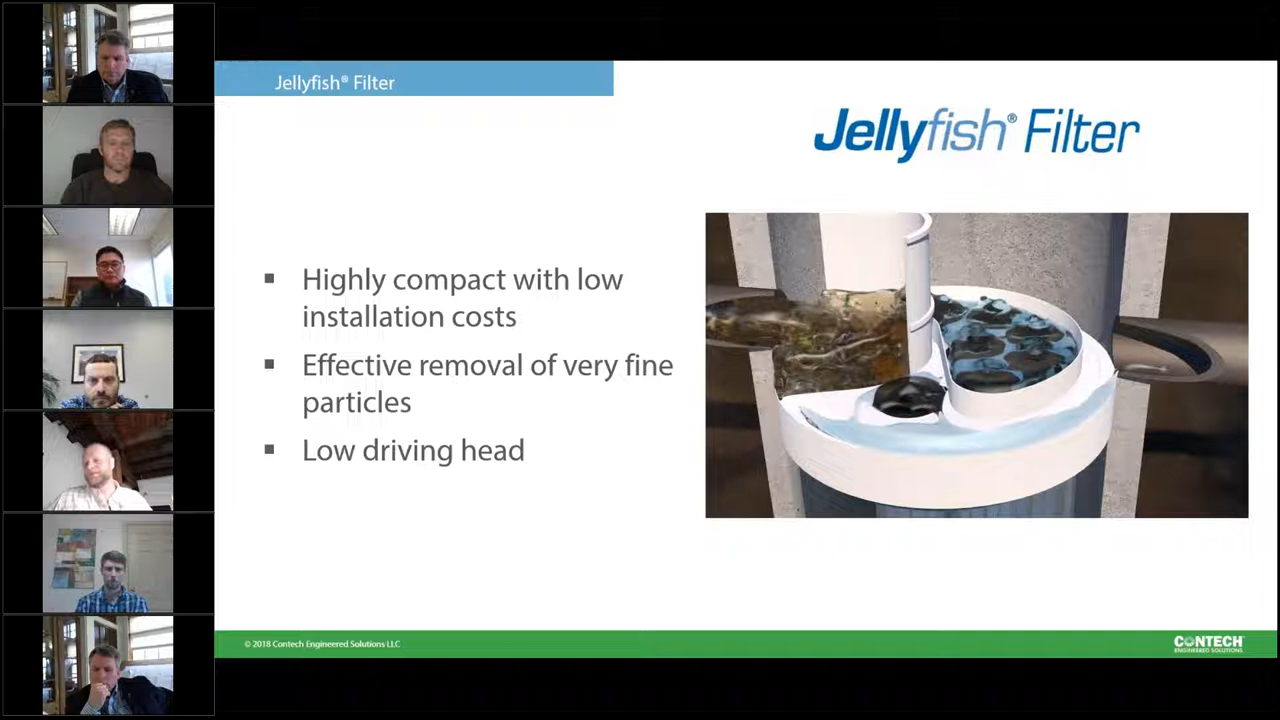 Jellyfish® Filter
Jellyfish® Filter
▪ Highly compact with low
installation costs
▪ Effective removal of very fine
particles
▪ Low driving head
© 2018 Contech Engineered Solutions LLC
CONTECH
ENGINEERED SOLUTIONS